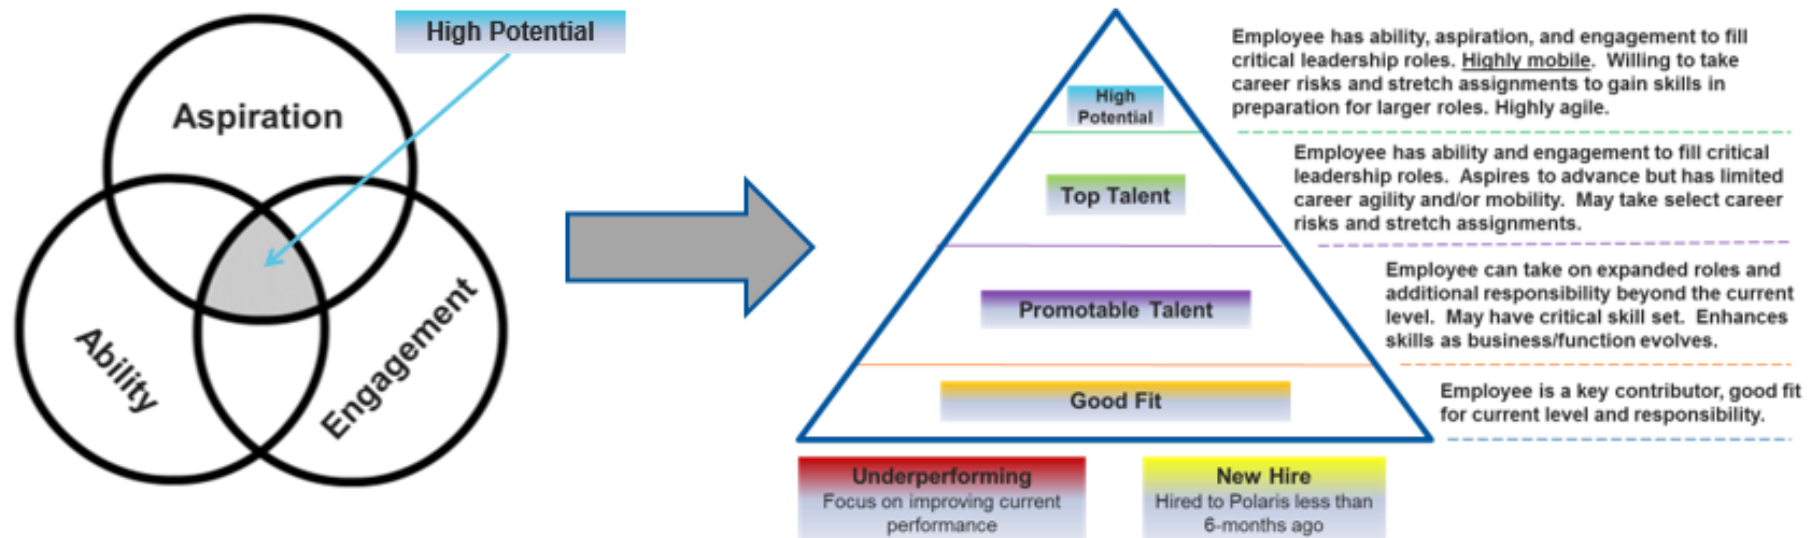 High Potential
Aspiration
Ability
Engagement
High
Potential
Employee has ability, aspiration, and engagement to fill
critical leadership roles. Highly mobile. Willing to take
career risks and stretch assignments to gain skills in
preparation for larger roles. Highly agile.
Top Talent
Employee has ability and engagement to fill critical
leadership roles. Aspires to advance but has limited
career agility and/or mobility. May take select career
risks and stretch assignments.
Promotable Talent
Employee can take on expanded roles and
additional responsibility beyond the current
level. May have critical skill set. Enhances
skills as business/function evolves.
Good Fit
Employee is a key contributor, good fit
for current level and responsibility.
Underperforming
Focus on improving current
performance
New Hire
Hired to Polaris less than
6-months ago